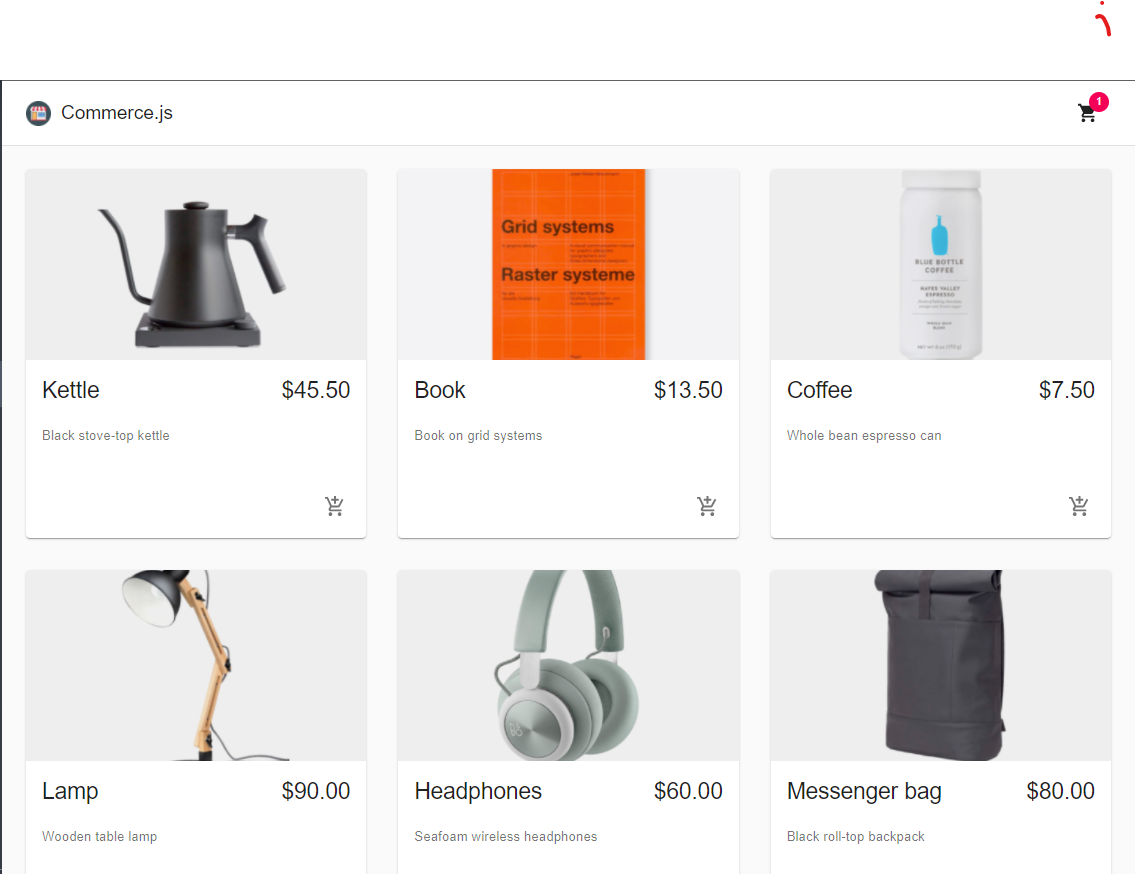 Commerce.js
1
Grid systems
Raster systeme
BLUE BOTTLE
COFFEE
HAYES VALLEY
ESPRESSO
WHOLE BEAN
Kettle $45.50
Book $13.50
Coffee $7.50
Black stove-top kettle
Book on grid systems
Whole bean espresso can
Lamp $90.00
Headphones $60.00
Messenger bag $80.00
Wooden table lamp
Seafoam wireless headphones
Black roll-top backpack